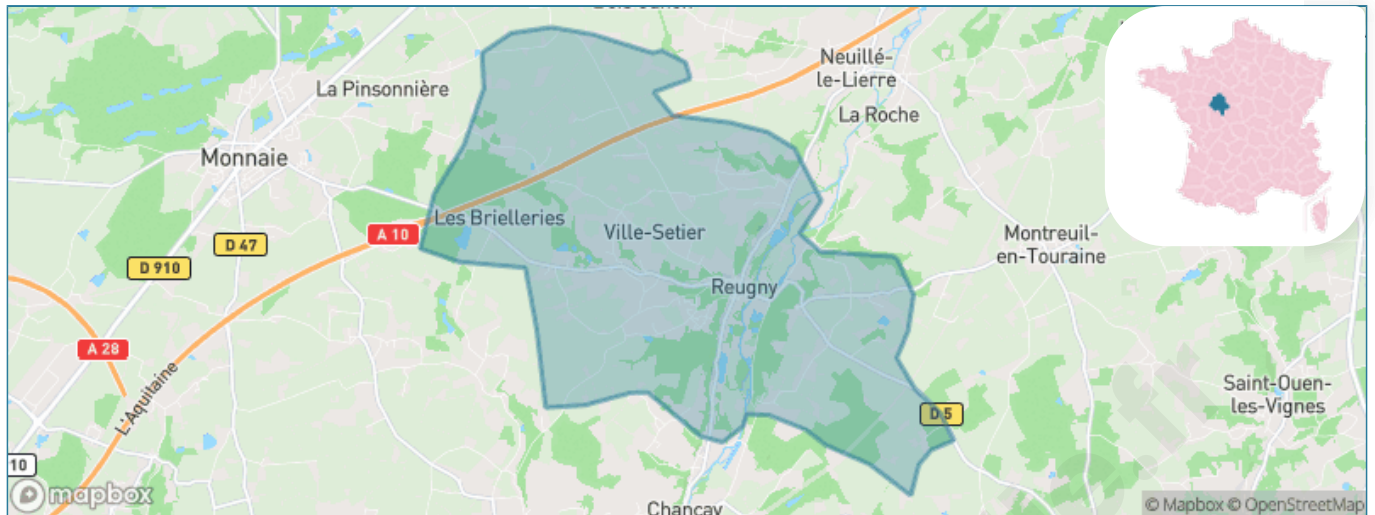 Neuillé-
le-Lierre
La Pinsonnière
La Roche
Monnaie
Les Brielleries
Ville-Setier
A 10
D 47
Montreuil-
en-Touraine
D 910
Reugny
A 28
L'Aquitaine
Saint-Ouen-
les-Vignes
D 5
10
mapbox
Chançay
© Mapbox © OpenStreetMap